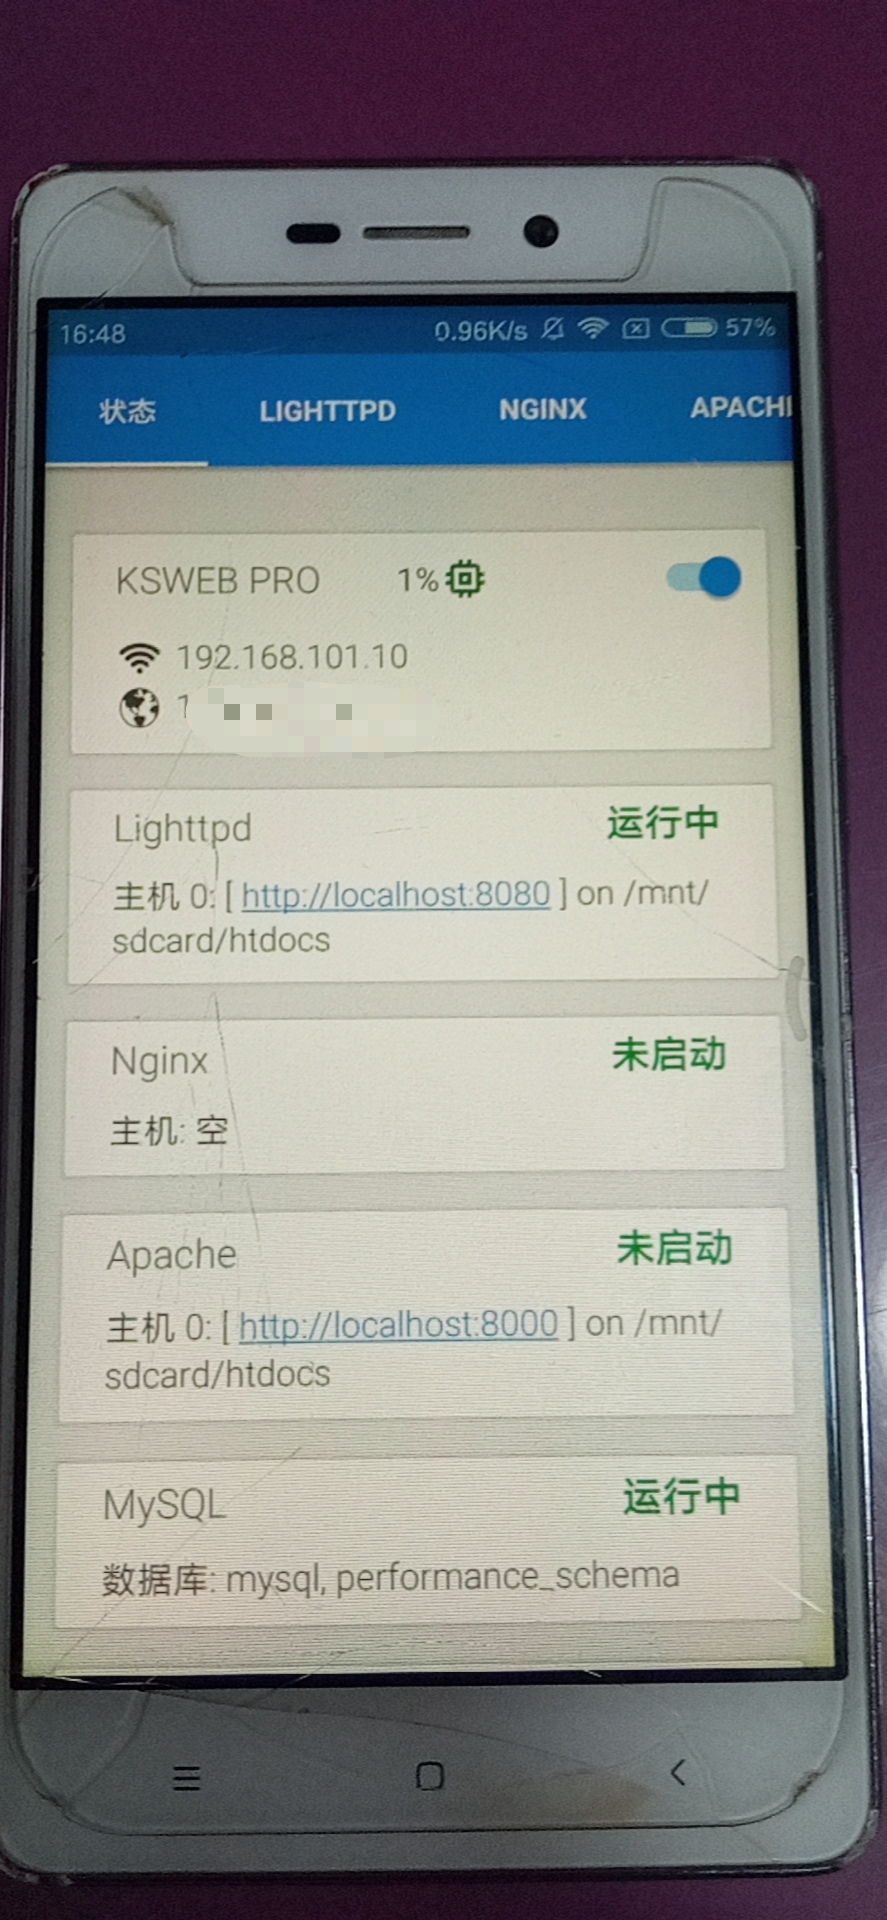 16:48 0.96K/s 57%
状态 LIGHTTPD NGINX APACHI
KSWEB PRO 1%
192.168.101.10
1
Lighttpd 运行中
主机 0: [ http://localhost:8080 ] on /mnt/
sdcard/htdocs
Nginx 未启动
主机: 空
Apache 未启动
主机 0: [ http://localhost:8000 ] on /mnt/
sdcard/htdocs
MySQL 运行中
数据库: mysql, performance_schema